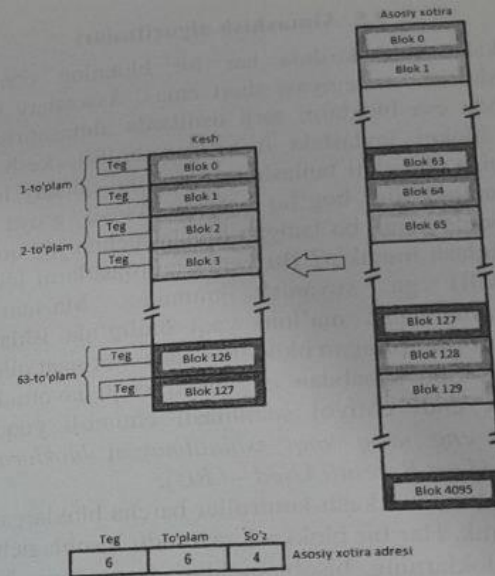 Asosiy xotira
Blok 0
Blok 1
Blok 63
Blok 64
Blok 65
Blok 127
Blok 128
Blok 129
Blok 4095
Kesh
1-to'plam
Teg
Blok 0
Teg
Blok 1
2-to'plam
Teg
Blok 2
Teg
Blok 3
63-to'plam
Teg
Blok 126
Teg
Blok 127
Teg To'plam So'z
6 6 4 Asosiy xotira adresi